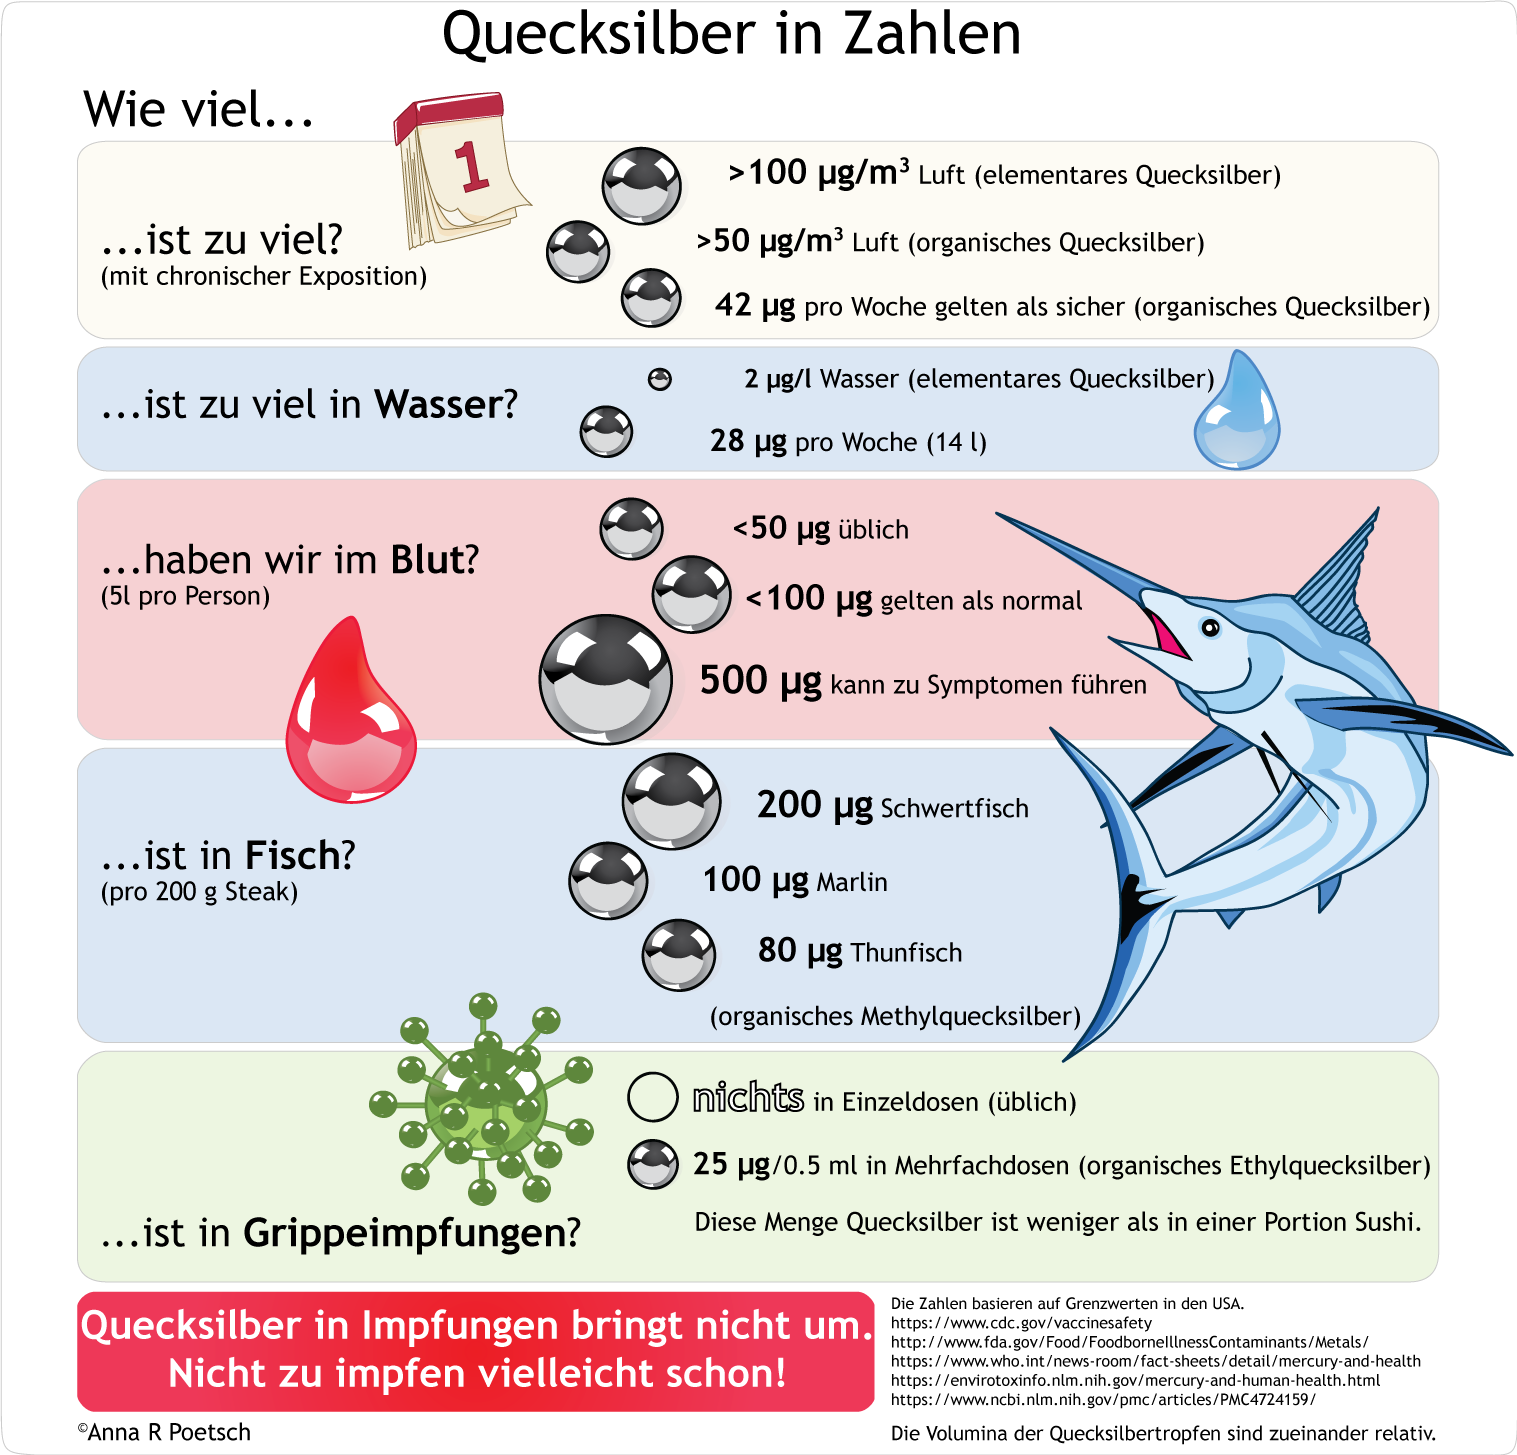 Quecksilber in Zahlen
Wie viel...
1
...ist zu viel?
(mit chronischer Exposition)
>100 µg/m³ Luft (elementares Quecksilber)
>50 µg/m³ Luft (organisches Quecksilber)
42 µg pro Woche gelten als sicher (organisches Quecksilber)
...ist zu viel in Wasser?
2 µg/l Wasser (elementares Quecksilber)
28 µg pro Woche (14 l)
...haben wir im Blut?
(5l pro Person)
<50 µg üblich
<100 µg gelten als normal
500 µg kann zu Symptomen führen
...ist in Fisch?
(pro 200 g Steak)
200 µg Schwertfisch
100 µg Marlin
80 µg Thunfisch
(organisches Methylquecksilber)
...ist in Grippeimpfungen?
nichts in Einzeldosen (üblich)
25 µg/0.5 ml in Mehrfachdosen (organisches Ethylquecksilber)
Diese Menge Quecksilber ist weniger als in einer Portion Sushi.
Quecksilber in Impfungen bringt nicht um.
Nicht zu impfen vielleicht schon!
Die Zahlen basieren auf Grenzwerten in den USA.
https://www.cdc.gov/vaccinesafety
http://www.fda.gov/Food/FoodborneIllnessContaminants/Metals/
https://www.who.int/news-room/fact-sheets/detail/mercury-and-health
https://envirotoxinfo.nlm.nih.gov/mercury-and-human-health.html
https://www.ncbi.nlm.nih.gov/pmc/articles/PMC4724159/
©Anna R Poetsch
Die Volumina der Quecksilbertropfen sind zueinander relativ.